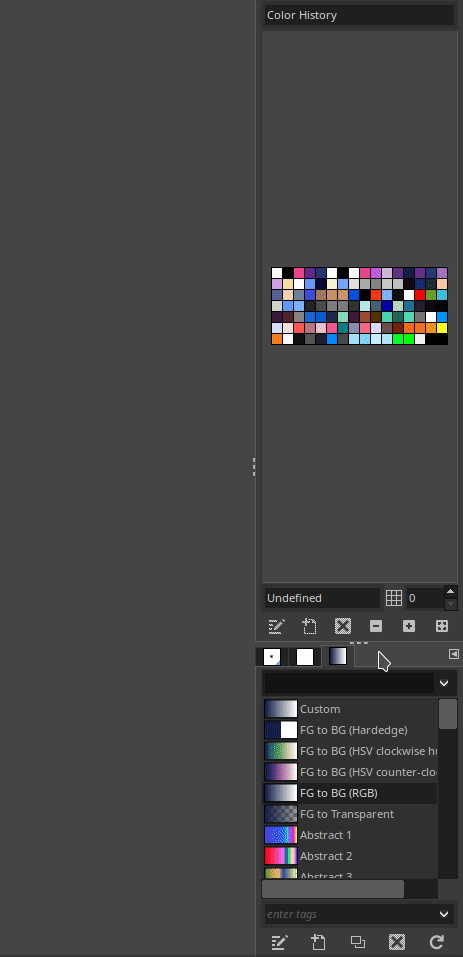 Color History
Undefined
0
Custom
FG to BG (Hardedge)
FG to BG (HSV clockwise hu
FG to BG (HSV counter-clo
FG to BG (RGB)
FG to Transparent
Abstract 1
Abstract 2
Abstract 3
enter tags